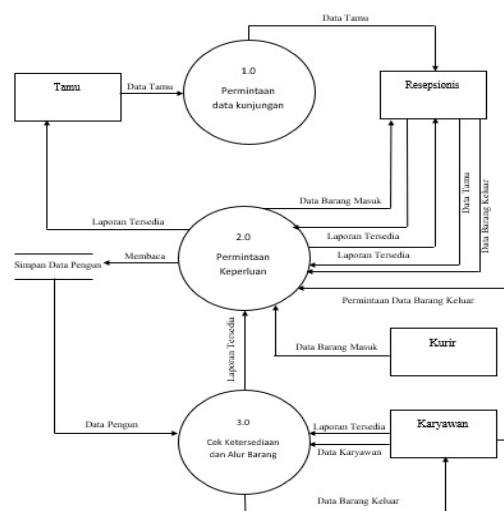 Data Tamu
1.0
Permintaan
data kunjungan
Tamu
Data Tamu
Resepsionis
Data Barang Masuk
Data Tamu
Data Barang Keluar
Laporan Tersedia
Laporan Tersedia
Laporan Tersedia
2.0
Permintaan
Keperluan
Membaca
Simpan Data Pengun
Permintaan Data Barang Keluar
Laporan Tersedia
Data Barang Masuk
Kurir
3.0
Cek Ketersediaan
dan Alur Barang
Data Pengun
Laporan Tersedia
Data Karyawan
Karyawan
Data Barang Keluar